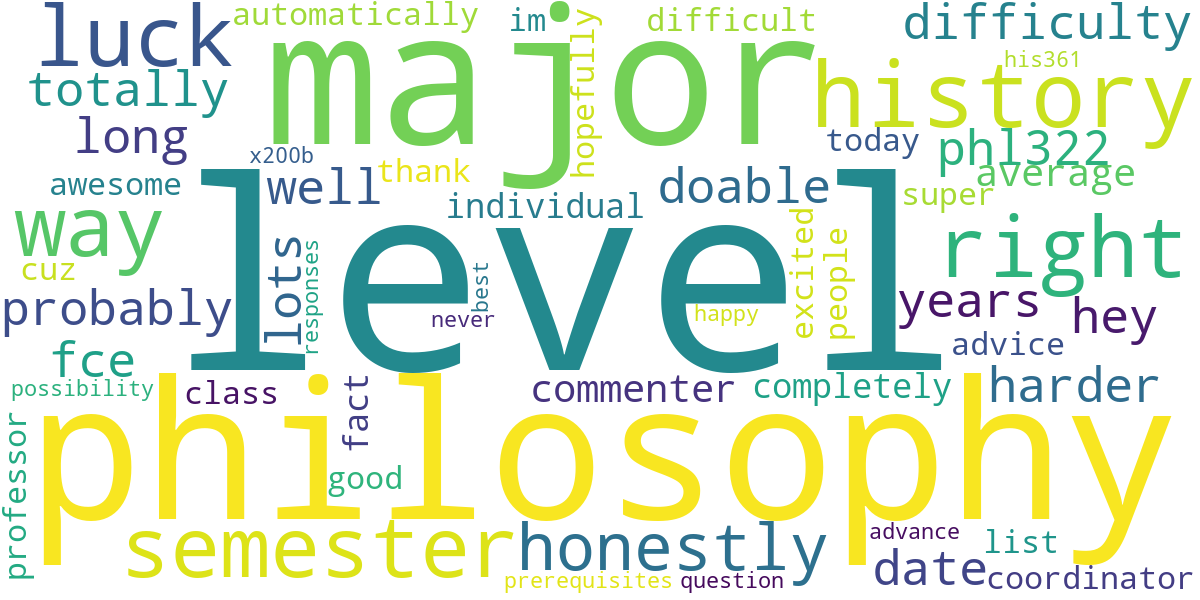 luck
automatically
im
difficult
difficulty
major
hopefully
his361
totally
history
long
x200b
thank
today
phl322
awesome
well
doable
average
way
level
individual
super
cuz
lots
responses
best
excited
people
right
probably
never
happy
years
hey
fce
advice
possibility
class
fact
commenter
completely
harder
philosophy
professor
good
semester
honestly
advance
list
prerequisites
question
date
coordinator